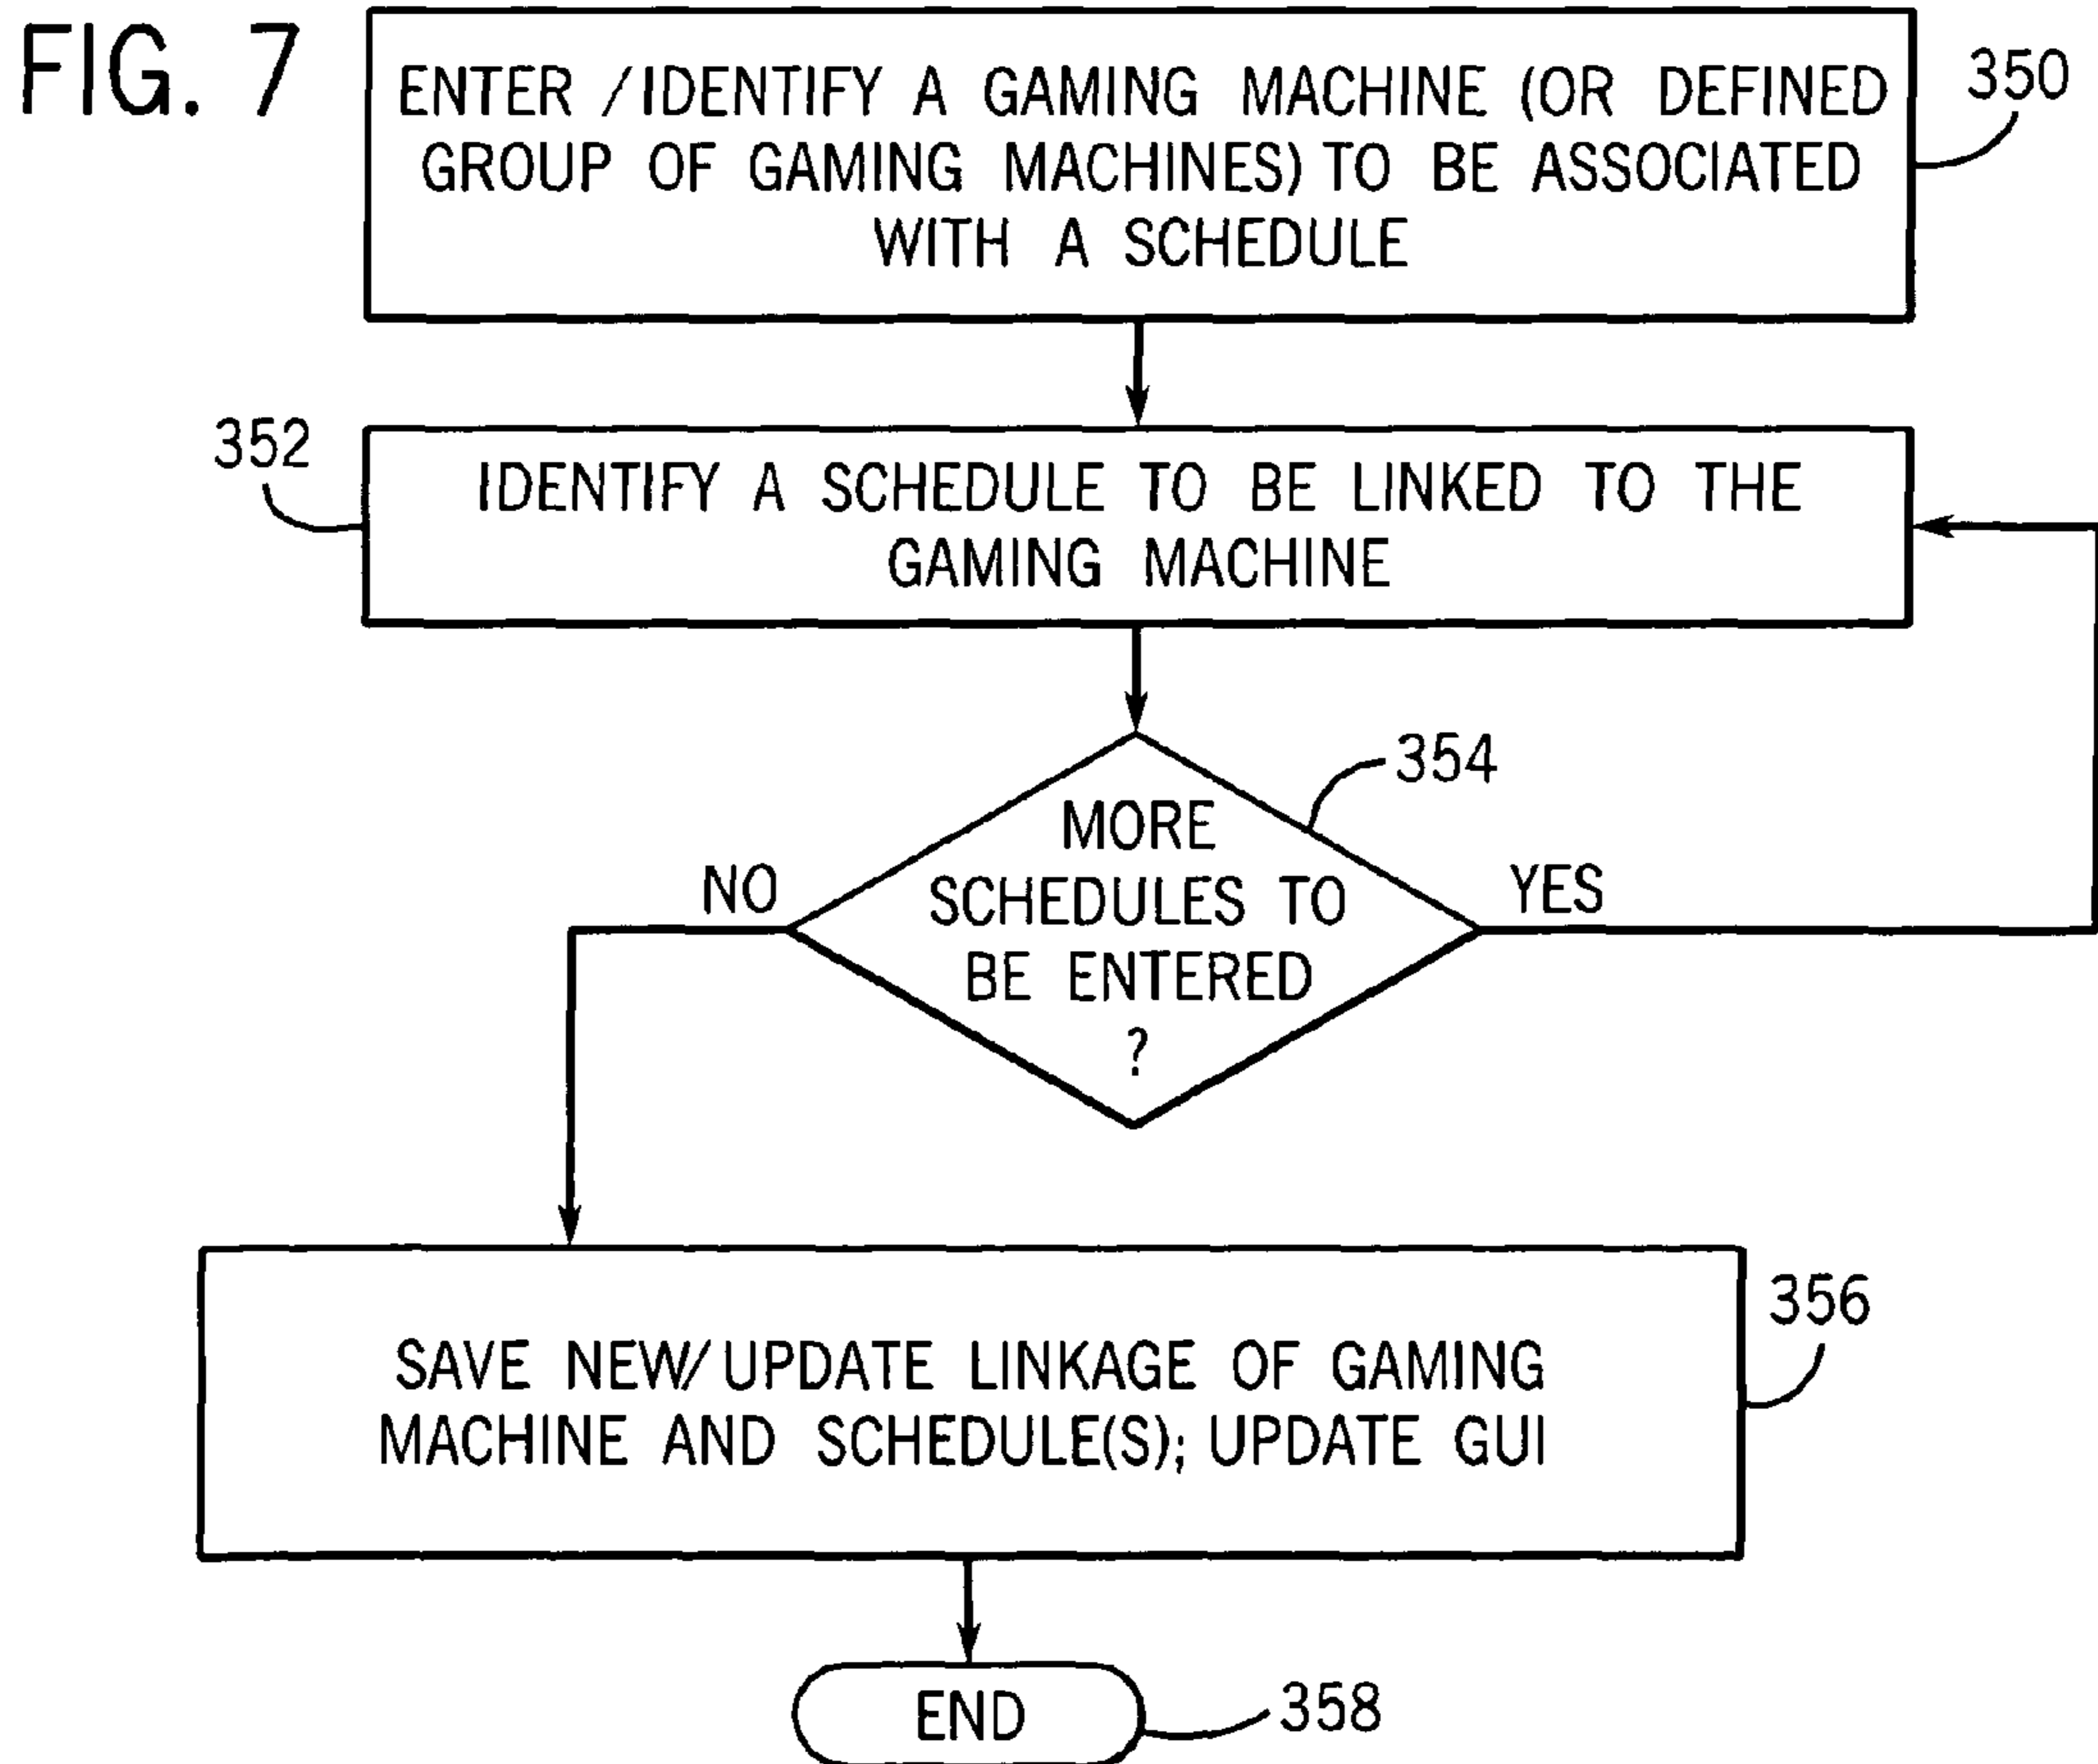 FIG. 7
ENTER /IDENTIFY A GAMING MACHINE (OR DEFINED
GROUP OF GAMING MACHINES) TO BE ASSOCIATED
WITH A SCHEDULE
350
352
IDENTIFY A SCHEDULE TO BE LINKED TO THE
GAMING MACHINE
354
MORE
SCHEDULES TO
BE ENTERED
?
NO
YES
356
SAVE NEW/UPDATE LINKAGE OF GAMING
MACHINE AND SCHEDULE(S); UPDATE GUI
END
358